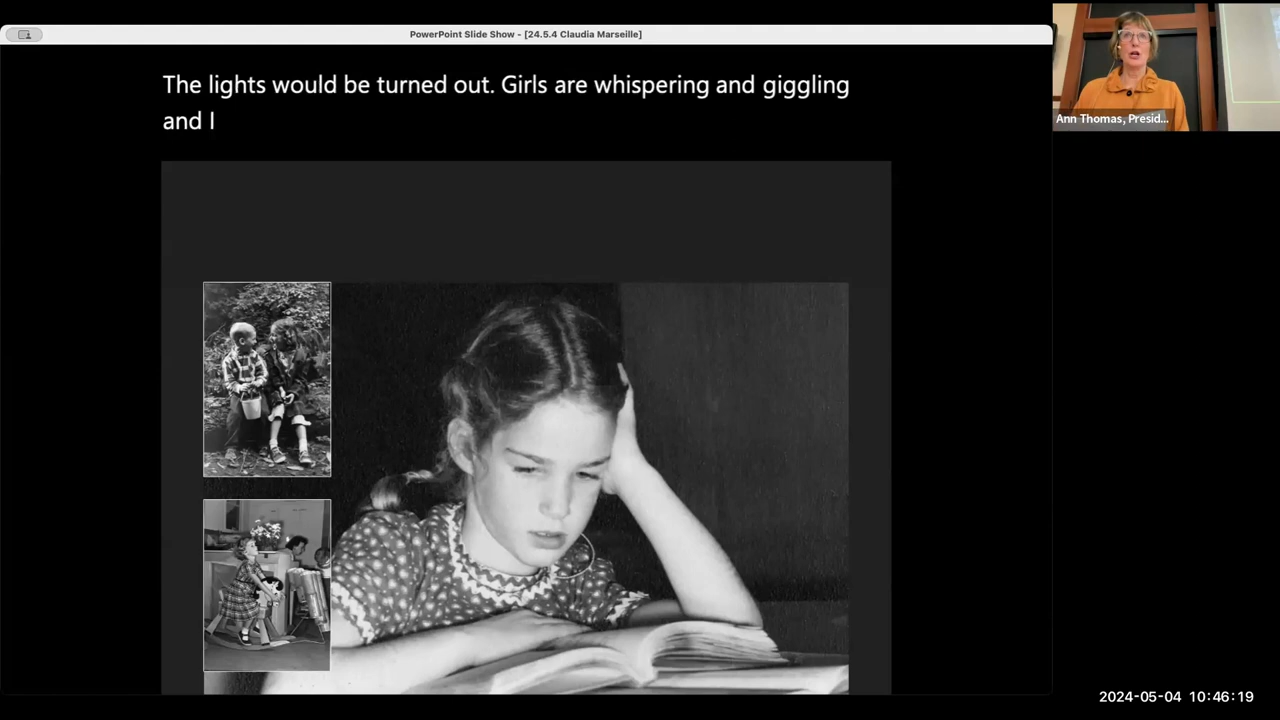 PowerPoint Slide Show - [24.5.4 Claudia Marseille]
The lights would be turned out. Girls are whispering and giggling
and I
Ann Thomas, Presid...
2024-05-04 10:46:19